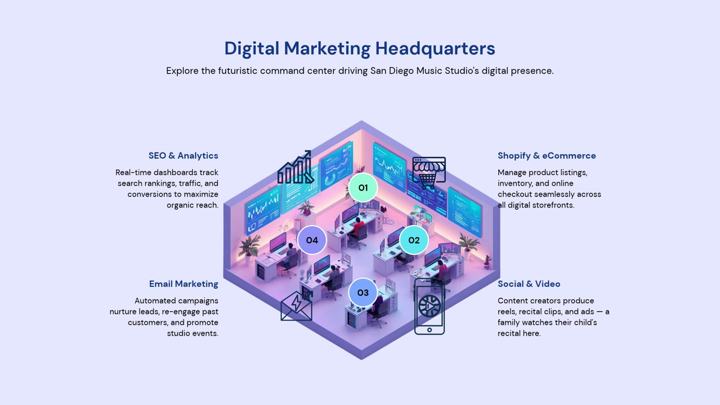 Digital Marketing Headquarters
Explore the futuristic command center driving San Diego Music Studio's digital presence.
SEO & Analytics
Real-time dashboards track
search rankings, traffic, and
conversions to maximize
organic reach.
Shopify & eCommerce
Manage product listings,
inventory, and online
checkout seamlessly across
all digital storefronts.
01
04
02
03
Email Marketing
Automated campaigns
nurture leads, re-engage past
customers, and promote
studio events.
Social & Video
Content creators produce
reels, recital clips, and ads — a
family watches their child's
recital here.